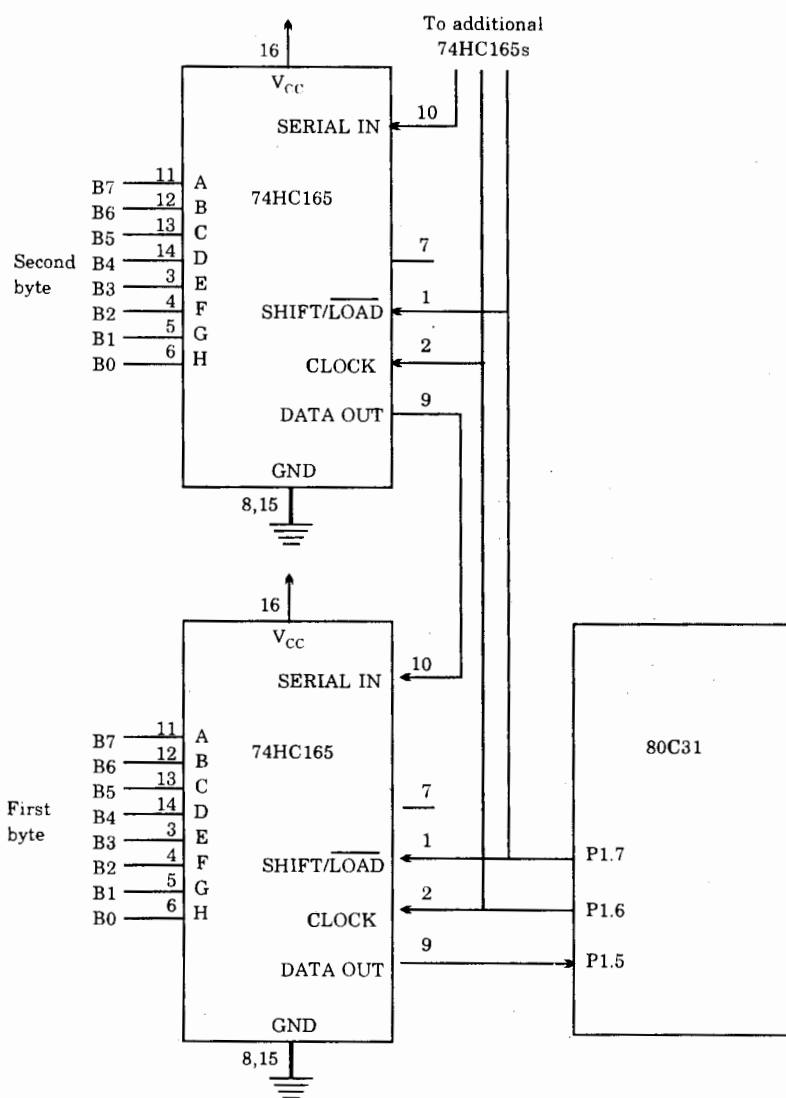 To additional
74HC165s
16
V_CC
10
SERIAL IN
B7 11 A
B6 12 B
B5 13 C
B4 14 D
B3 3 E
B2 4 F
B1 5 G
B0 6 H
Second
byte
74HC165
7
1
SHIFT/L̅O̅A̅D̅
2
CLOCK
9
DATA OUT
GND
8,15
16
V_CC
10
SERIAL IN
B7 11 A
B6 12 B
B5 13 C
B4 14 D
B3 3 E
B2 4 F
B1 5 G
B0 6 H
First
byte
74HC165
7
1
SHIFT/L̅O̅A̅D̅
2
CLOCK
9
DATA OUT
GND
8,15
80C31
P1.7
P1.6
P1.5